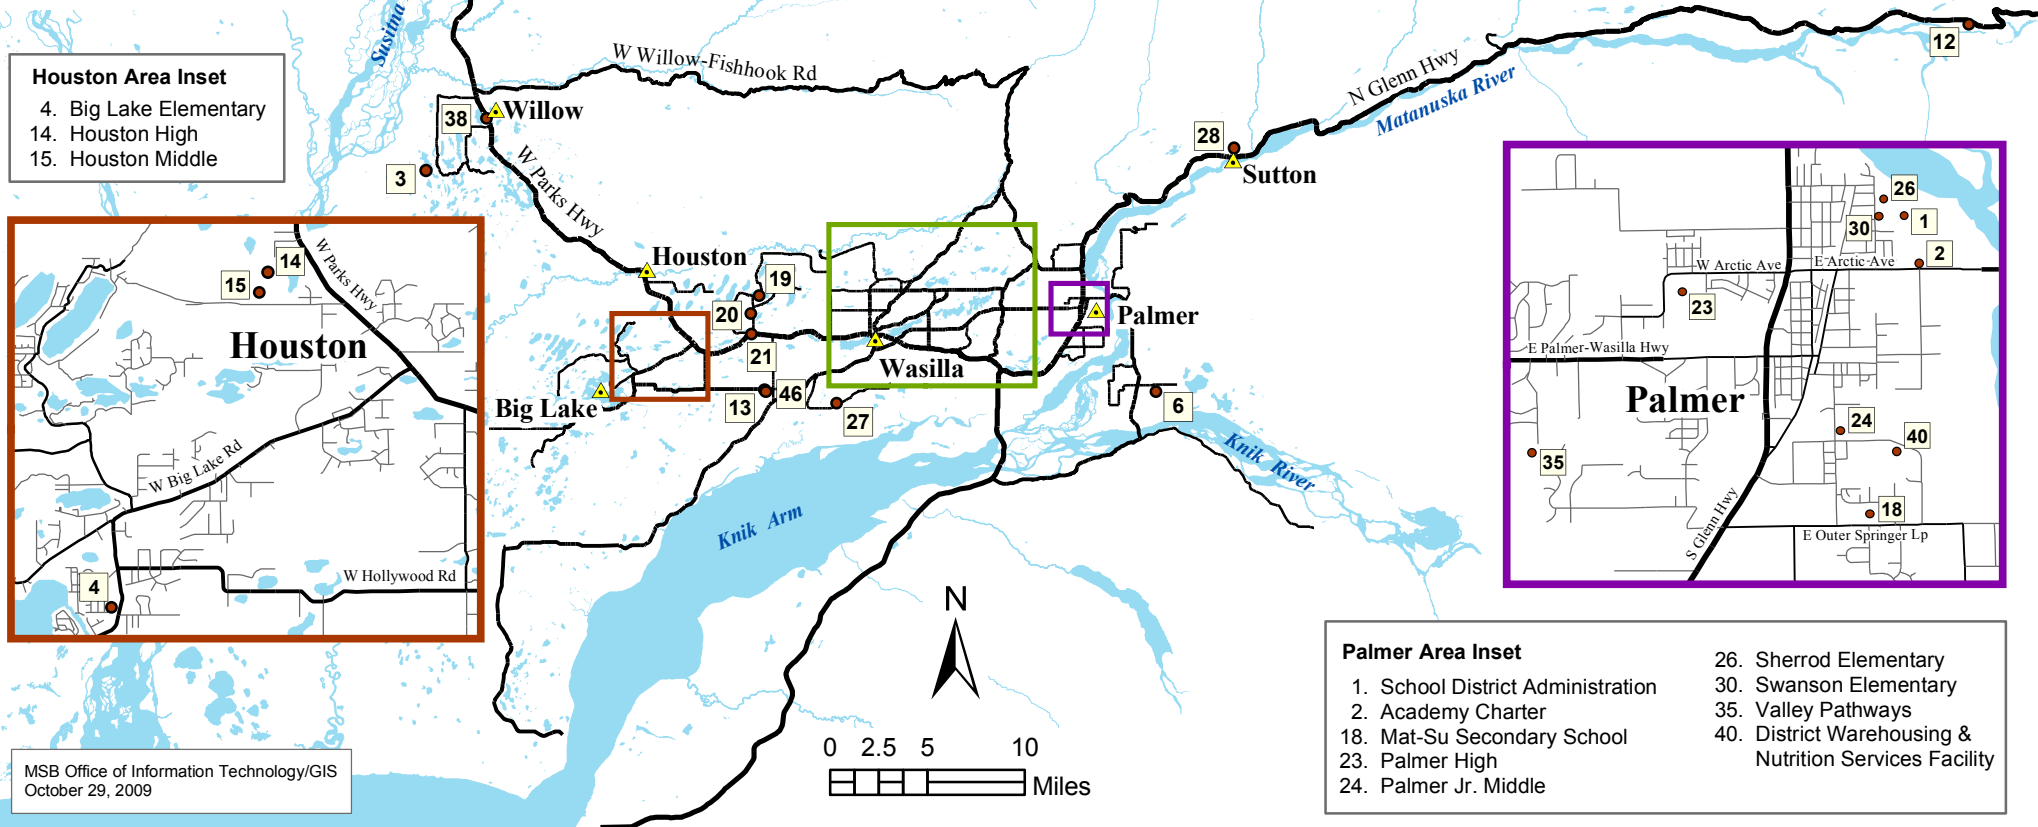 Susitna
W Willow-Fishhook Rd
N Glenn Hwy
Matanuska River
12
Houston Area Inset
4. Big Lake Elementary
14. Houston High
15. Houston Middle
38
Willow
3
W Parks Hwy
28
Sutton
Houston
19
20
21
Wasilla
Palmer
Big Lake
13
46
27
6
Knik River
Knik Arm
14
15
W Parks Hwy
Houston
W Big Lake Rd
W Hollywood Rd
4
26
30
1
2
W Arctic Ave
E Arctic Ave
23
E Palmer-Wasilla Hwy
Palmer
24
40
35
18
S Glenn Hwy
E Outer Springer Lp
N
0 2.5 5 10
Miles
MSB Office of Information Technology/GIS
October 29, 2009
Palmer Area Inset
1. School District Administration
2. Academy Charter
18. Mat-Su Secondary School
23. Palmer High
24. Palmer Jr. Middle
26. Sherrod Elementary
30. Swanson Elementary
35. Valley Pathways
40. District Warehousing &
Nutrition Services Facility